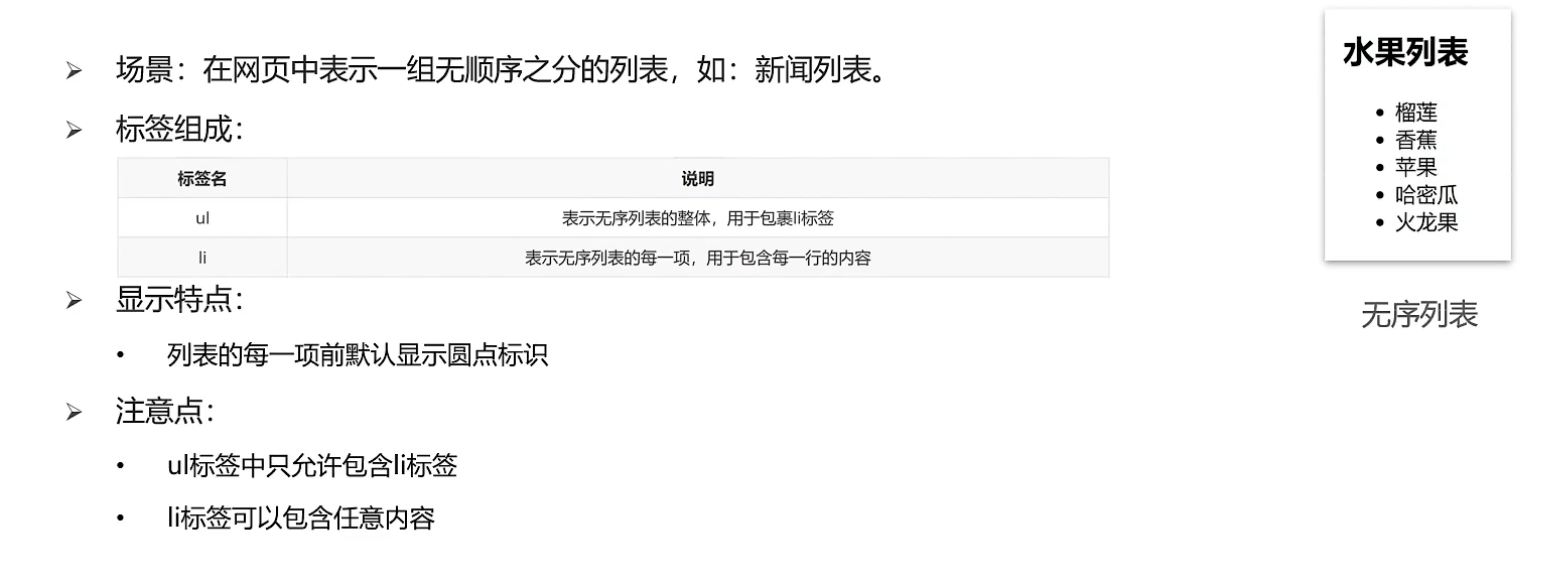 场景：在网页中表示一组无顺序之分的列表，如：新闻列表。
标签组成：
标签名 说明
ul 表示无序列表的整体，用于包裹li标签
li 表示无序列表的每一项，用于包含每一行的内容
显示特点：
• 列表的每一项前默认显示圆点标识
注意点：
• ul标签中只允许包含li标签
• li标签可以包含任意内容
水果列表
• 榴莲
• 香蕉
• 苹果
• 哈密瓜
• 火龙果
无序列表